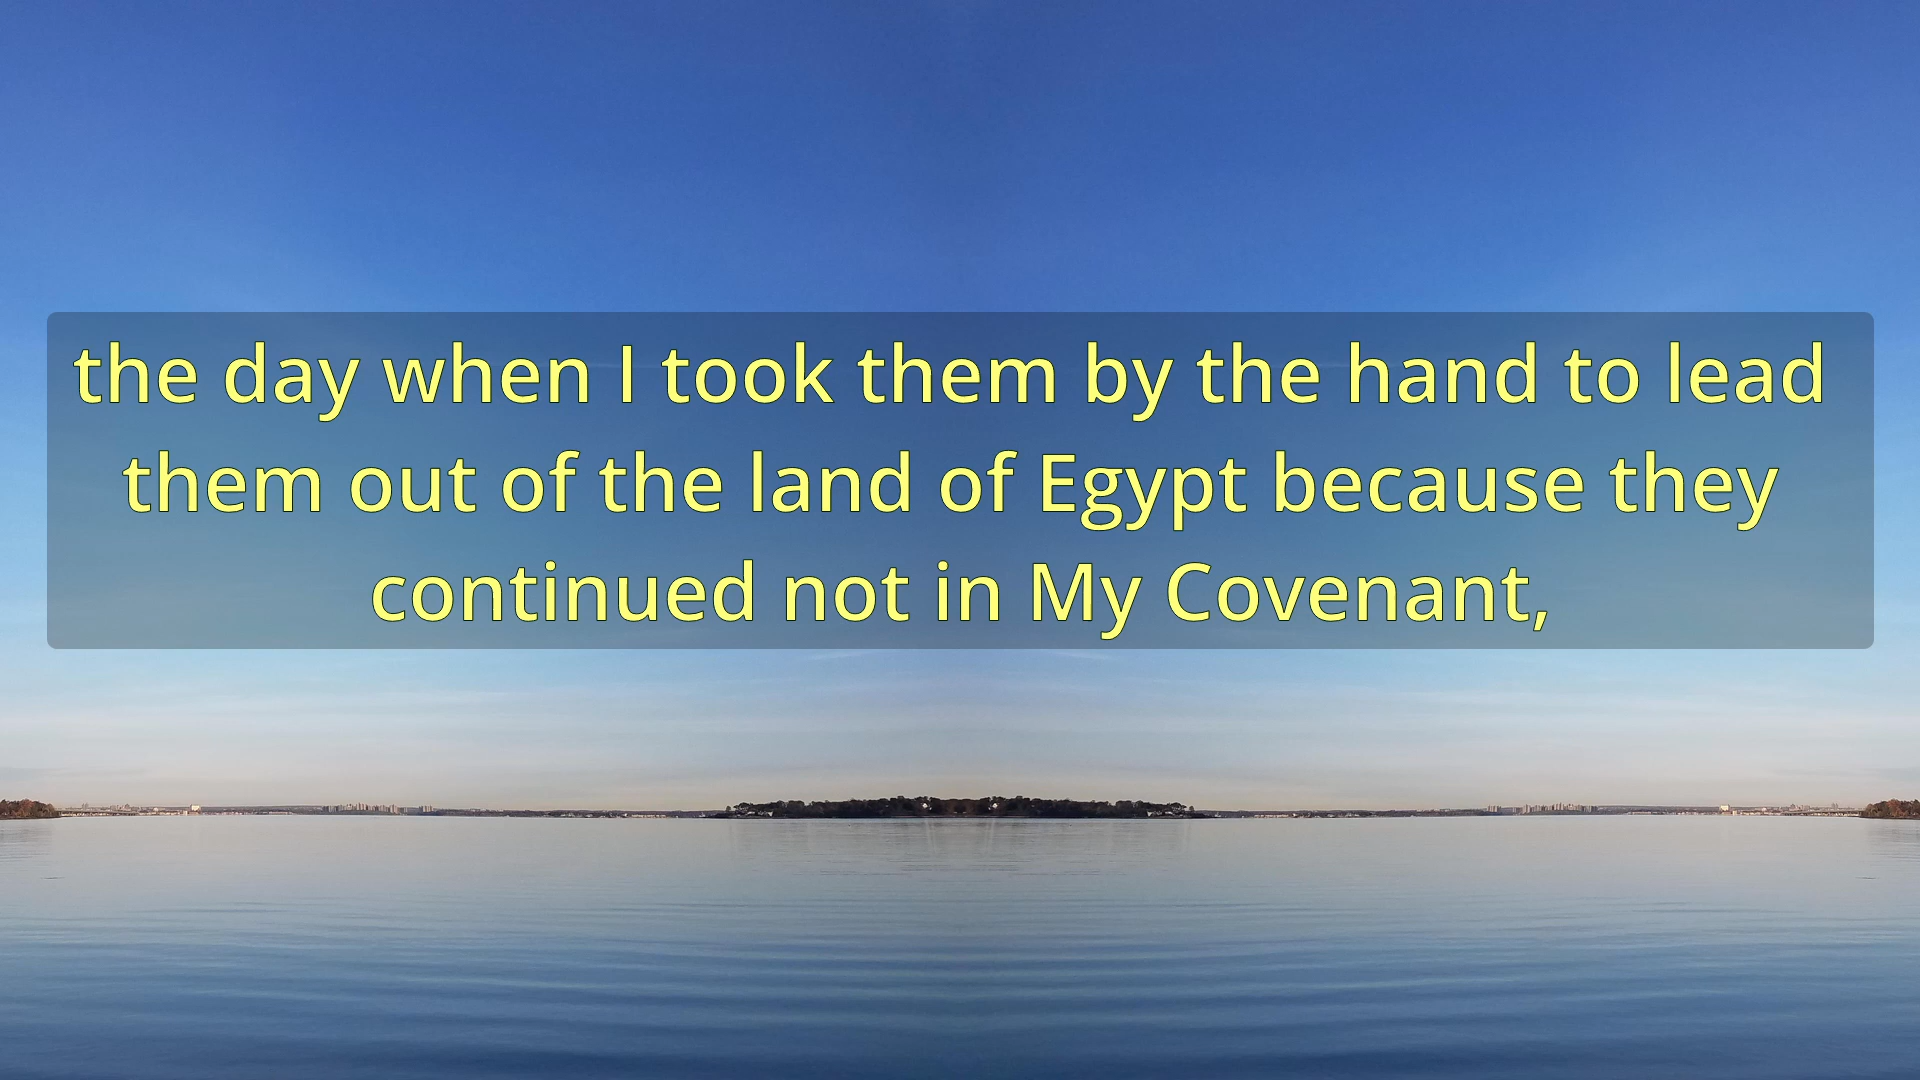 the day when I took them by the hand to lead
them out of the land of Egypt because they
continued not in My Covenant,